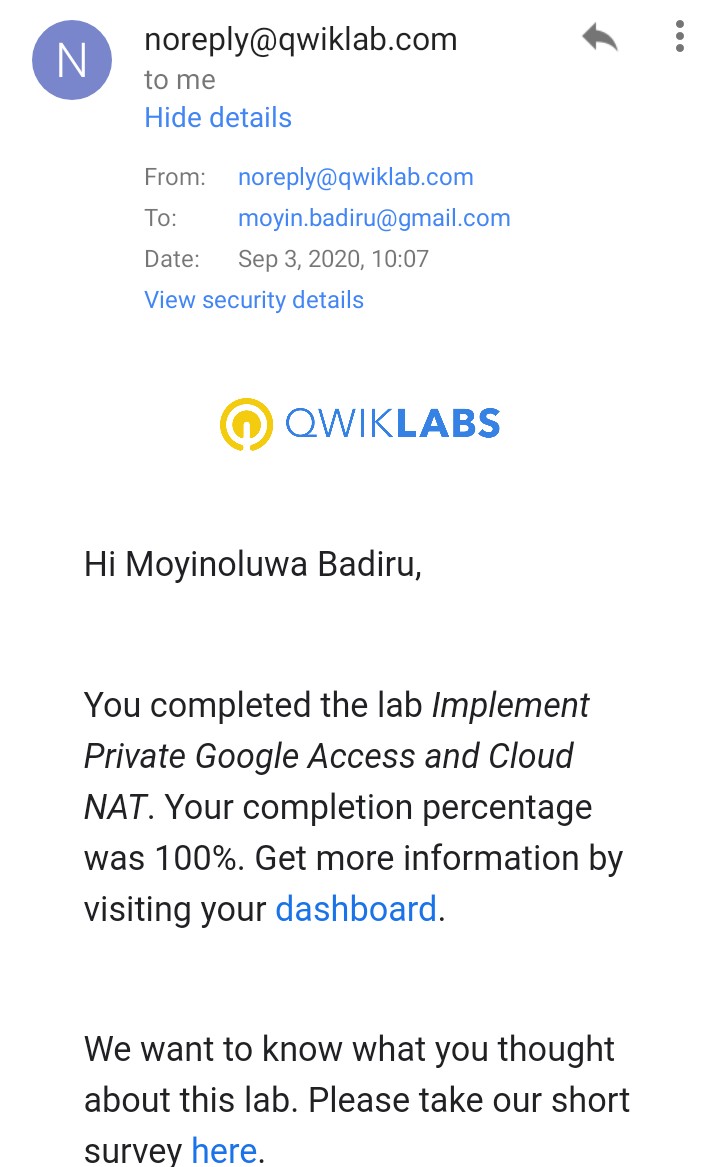 N
noreply@qwiklab.com
to me
Hide details
From: noreply@qwiklab.com
To: moyin.badiru@gmail.com
Date: Sep 3, 2020, 10:07
View security details
QWIKLABS
Hi Moyinoluwa Badiru,
You completed the lab Implement
Private Google Access and Cloud
NAT. Your completion percentage
was 100%. Get more information by
visiting your dashboard.
We want to know what you thought
about this lab. Please take our short
survey here.